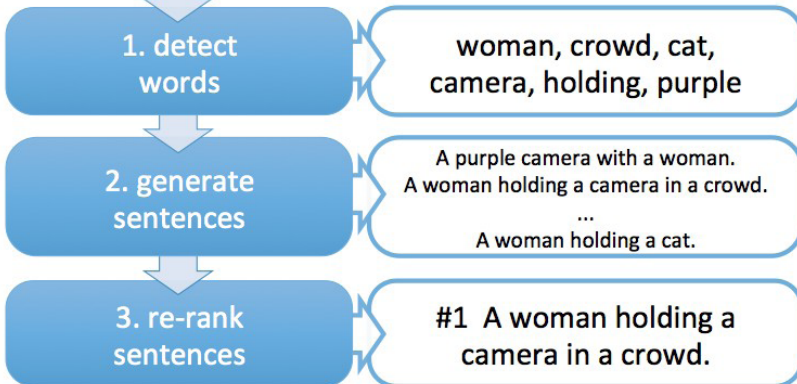 1. detect
words
woman, crowd, cat,
camera, holding, purple
2. generate
sentences
A purple camera with a woman.
A woman holding a camera in a crowd.
...
A woman holding a cat.
3. re-rank
sentences
#1 A woman holding a
camera in a crowd.